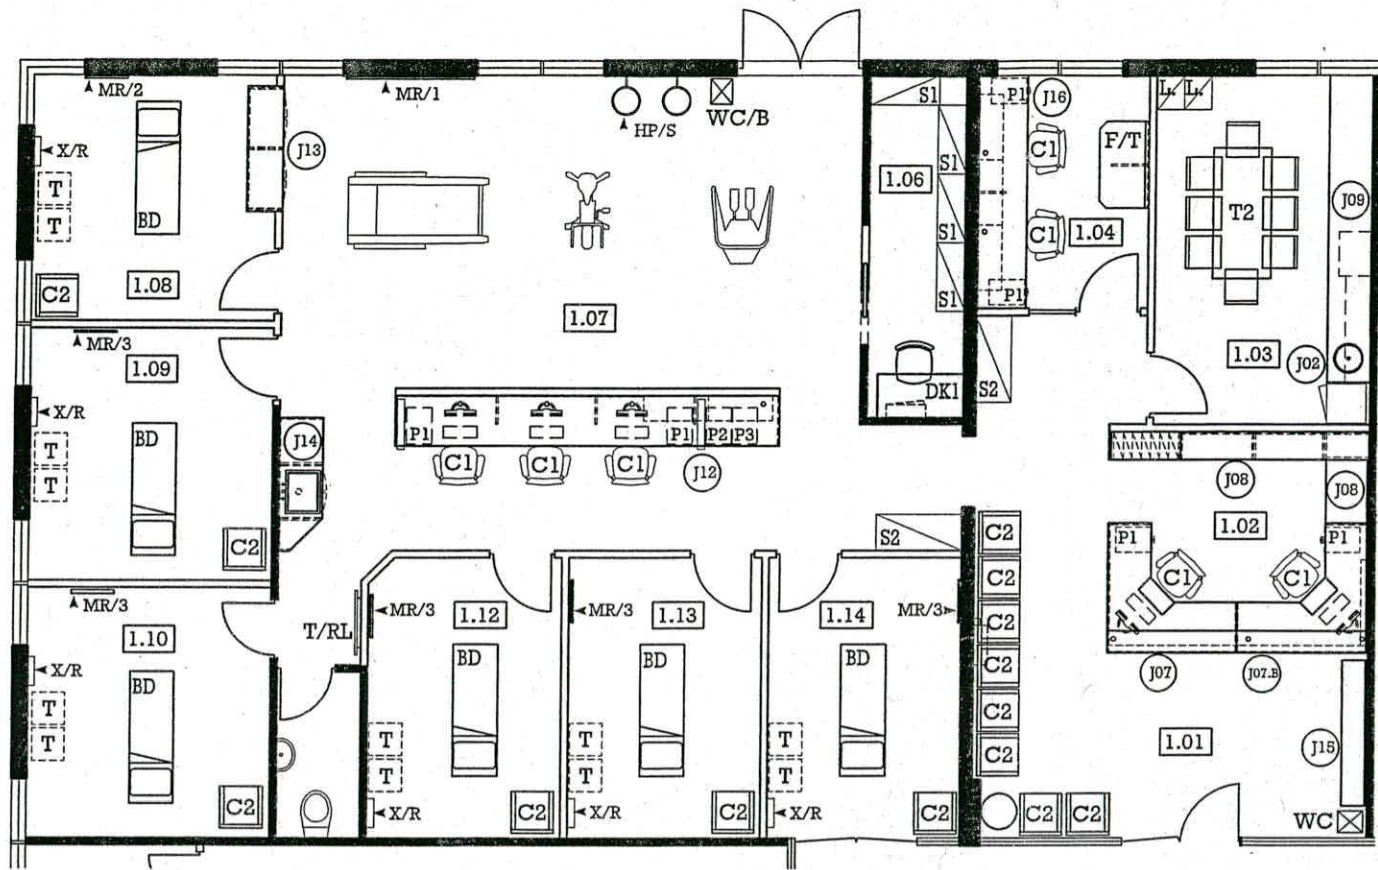 MR/2
MR/1
HP/S
WC/B
S1
P1
J16
L.
L.
F/T
C1
J13
X/R
T
T
BD
1.06
S1
S1
T2
J09
C1
1.04
C2
1.08
S1
S1
P1
1.07
1.03
J02
MR/3
1.09
S2
DK1
X/R
T
T
BD
J14
P1
P1
P2
P3
C1
C1
C1
J12
J08
J08
C2
S2
C2
1.02
P1
P1
C2
C1
C1
MR/3
1.10
T/RL
MR/3
1.12
MR/3
1.13
MR/3
1.14
C2
BD
BD
BD
C2
X/R
BD
J07
J07.B
T
T
C2
T
T
T
T
T
T
C2
1.01
J15
C2
X/R
C2
X/R
C2
X/R
C2
C2
C2
WC